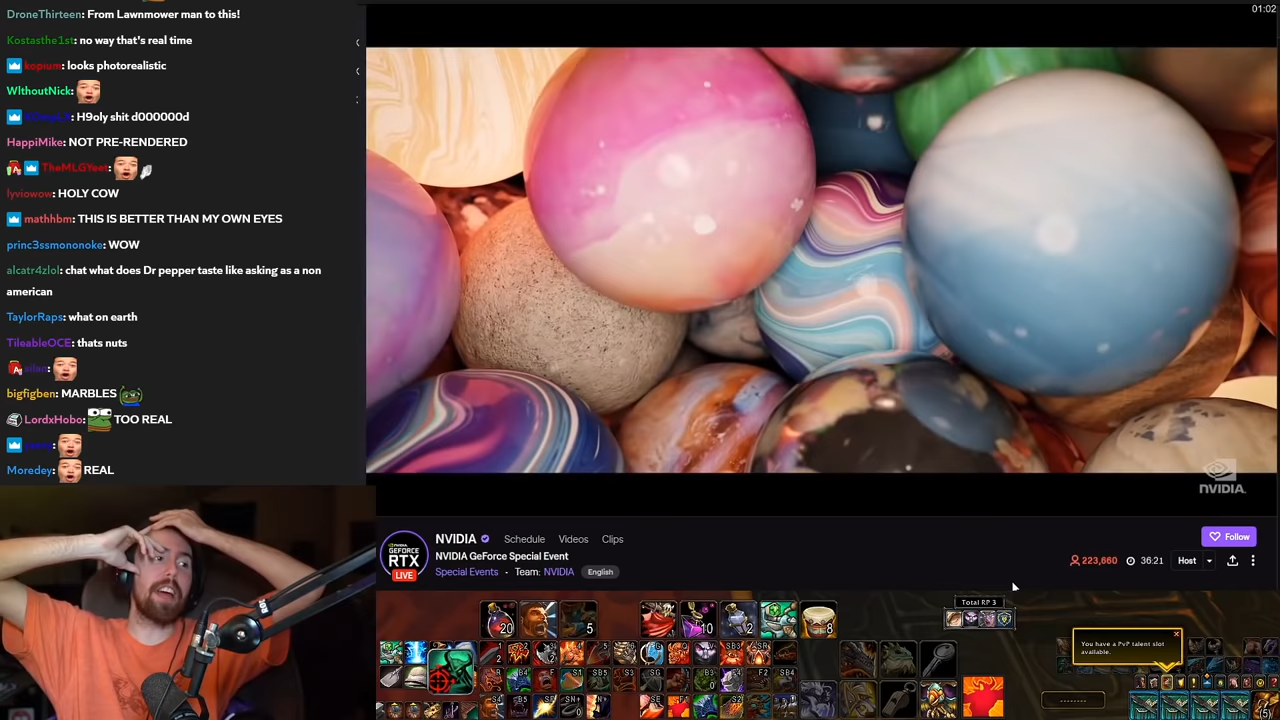 DroneThirteen: From Lawnmower man to this!
Kostasthe1st: no way that's real time
kopium: looks photorealistic
WIthoutNick:
H9oly shit d000000d
HappiMike: NOT PRE-RENDERED
TheMLGYeet:
lyviowow: HOLY COW
mathhbm: THIS IS BETTER THAN MY OWN EYES
princ3ssmononoke: WOW
alcatr4zlol: chat what does Dr pepper taste like asking as a non
american
TaylorRaps: what on earth
TileableOCE: thats nuts
bigfigben: MARBLES
LordxHobo: TOO REAL
Moredey: REAL
01:02
NVIDIA.
GEFORCE
RTX
LIVE
NVIDIA Schedule Videos Clips
NVIDIA GeForce Special Event
Special Events · Team: NVIDIA English
Follow
223,660 36:21 Host
Total RP 3
You have a PvP talent slot
available.
20 5 10 2 8